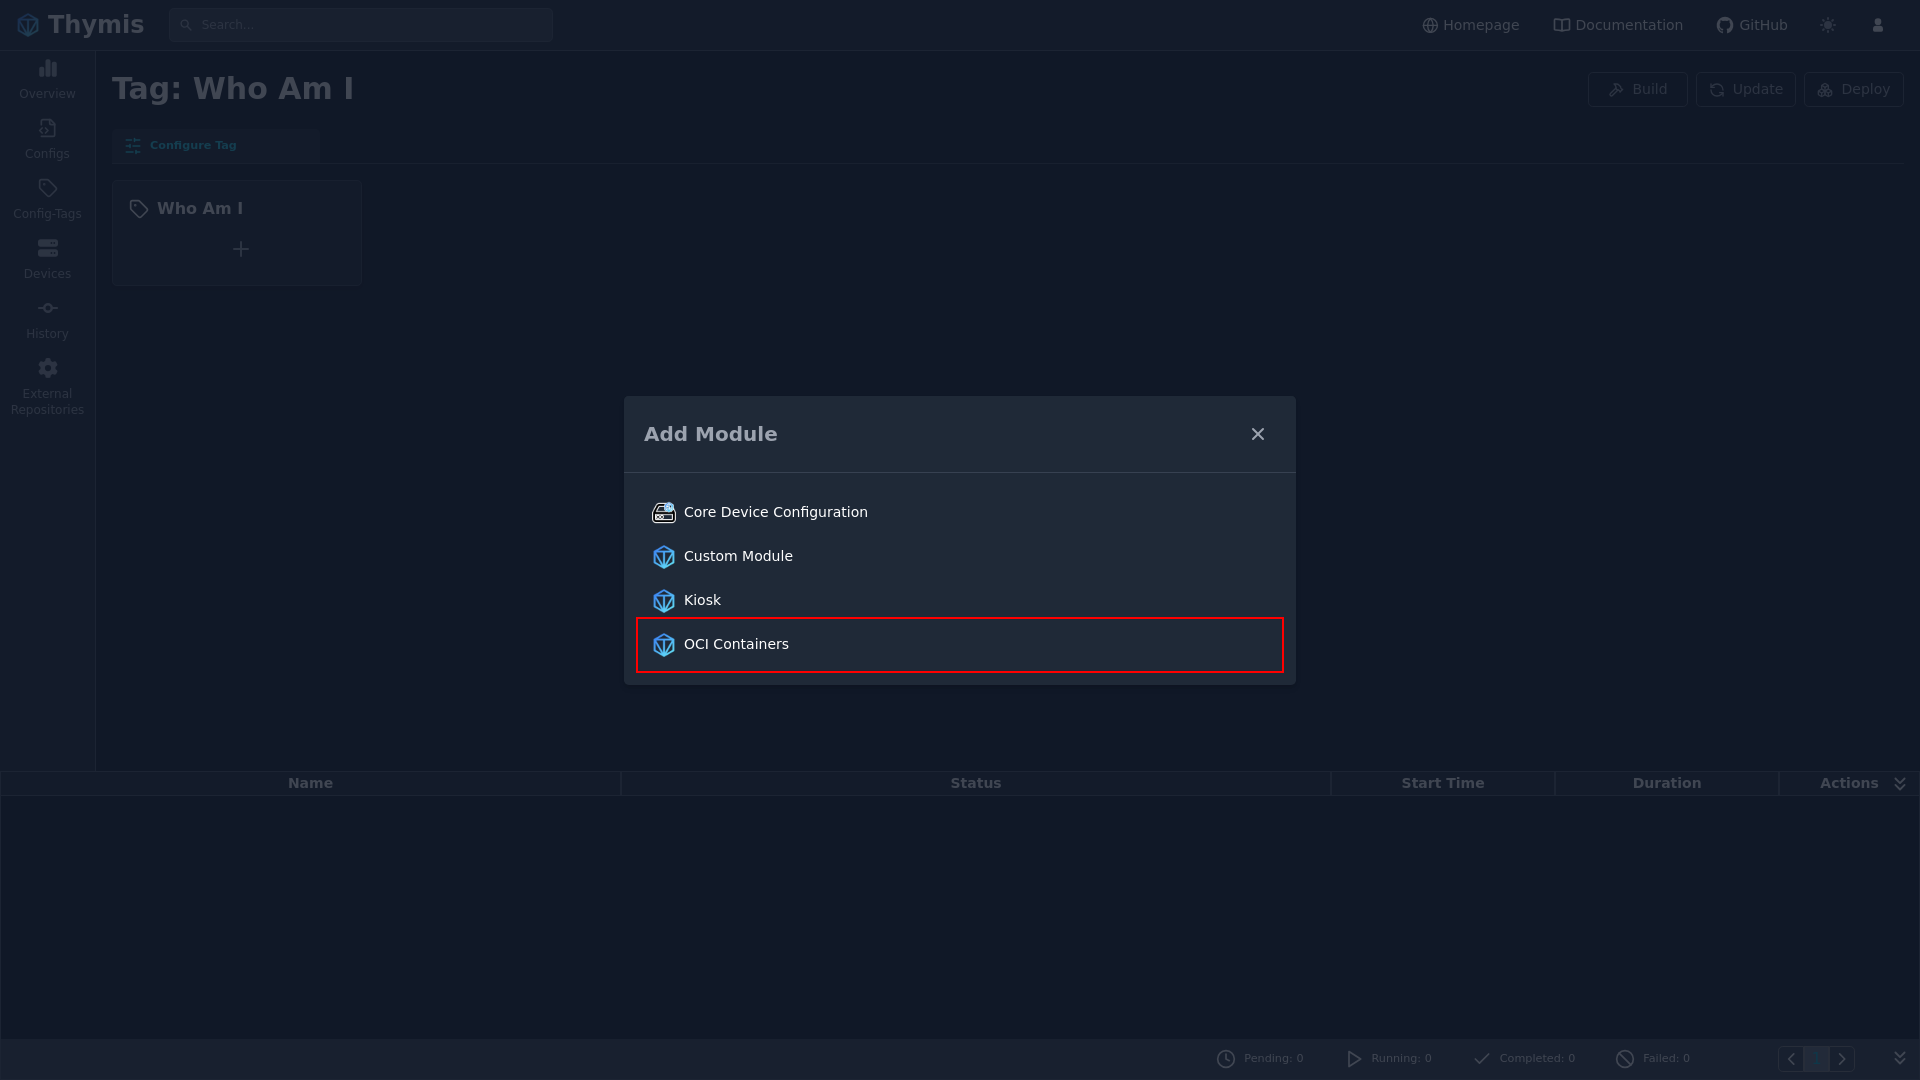 Thymis
Search...
Homepage
Documentation
GitHub
Overview
Configs
Config-Tags
Devices
History
External
Repositories
Tag: Who Am I
Build
Update
Deploy
Configure Tag
Who Am I
Add Module
Core Device Configuration
Custom Module
Kiosk
OCI Containers
Name
Status
Start Time
Duration
Actions
Pending: 0
Running: 0
Completed: 0
Failed: 0